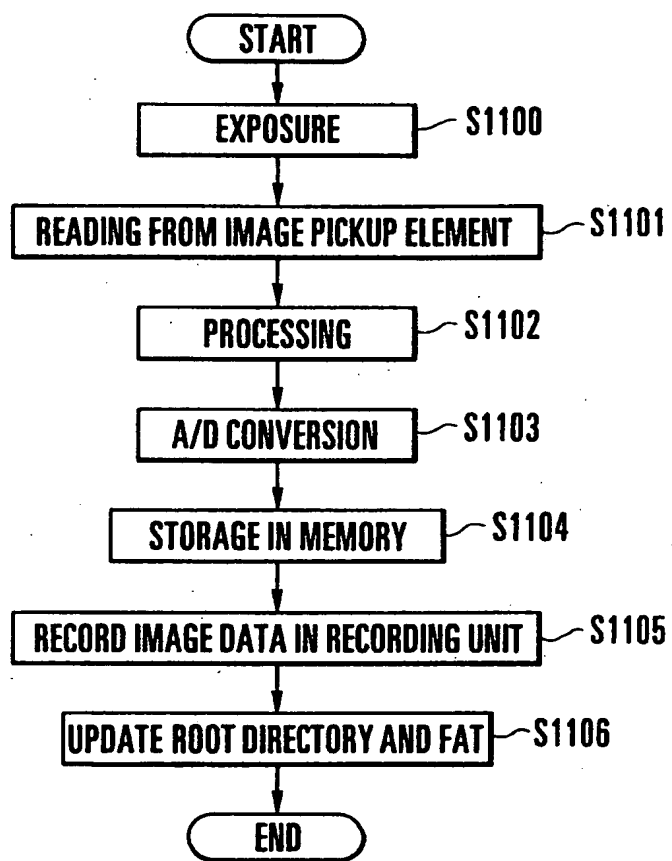 START
EXPOSURE
S1100
READING FROM IMAGE PICKUP ELEMENT
S1101
PROCESSING
S1102
A/D CONVERSION
S1103
STORAGE IN MEMORY
S1104
RECORD IMAGE DATA IN RECORDING UNIT
S1105
UPDATE ROOT DIRECTORY AND FAT
S1106
END